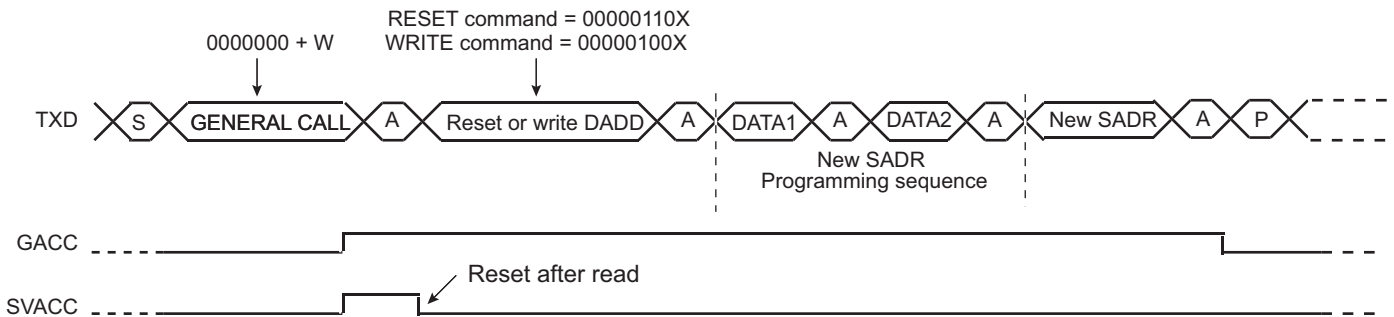 RESET command = 00000110X
0000000 + W
WRITE command = 00000100X
TXD
S
GENERAL CALL
A
Reset or write DADD
A
DATA1
A
DATA2
A
New SADR
A
P
New SADR
Programming sequence
GACC
Reset after read
SVACC